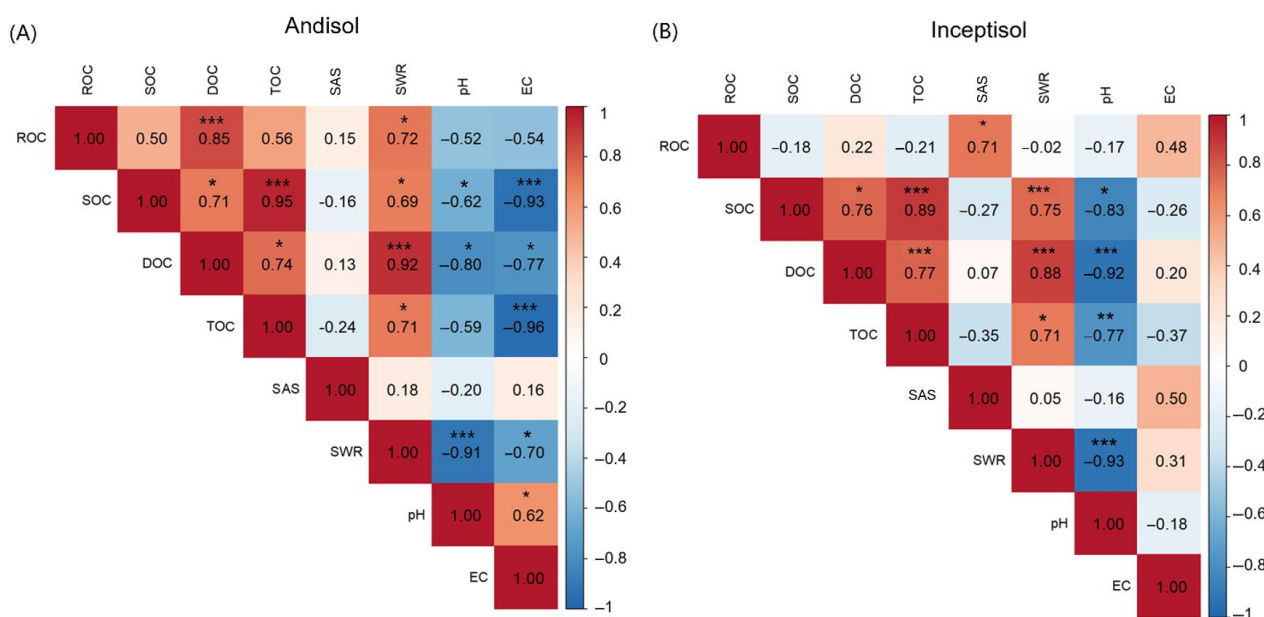 (A)
Andisol
ROC SOC DOC TOC SAS SWR pH EC
*** *
ROC 1.00 0.50 0.85 0.56 0.15 0.72 –0.52 –0.54
* *** * * ***
SOC 1.00 0.71 0.95 -0.16 0.69 –0.62 –0.93
* *** * *
DOC 1.00 0.74 0.13 0.92 –0.80 –0.77
* ***
TOC 1.00 -0.24 0.71 –0.59 –0.96
SAS 1.00 0.18 –0.20 0.16
*** *
SWR 1.00 –0.91 –0.70
*
pH 1.00 0.62
EC 1.00
1
0.8
0.6
0.4
0.2
0
–0.2
–0.4
–0.6
–0.8
–1
(B)
Inceptisol
ROC SOC DOC TOC SAS SWR pH EC
*
ROC 1.00 –0.18 0.22 –0.21 0.71 –0.02 –0.17 0.48
* *** *** *
SOC 1.00 0.76 0.89 –0.27 0.75 –0.83 –0.26
*** *** ***
DOC 1.00 0.77 0.07 0.88 –0.92 0.20
* **
TOC 1.00 –0.35 0.71 –0.77 –0.37
SAS 1.00 0.05 –0.16 0.50
***
SWR 1.00 –0.93 0.31
pH 1.00 –0.18
EC 1.00
1
0.8
0.6
0.4
0.2
0
–0.2
–0.4
–0.6
–0.8
–1